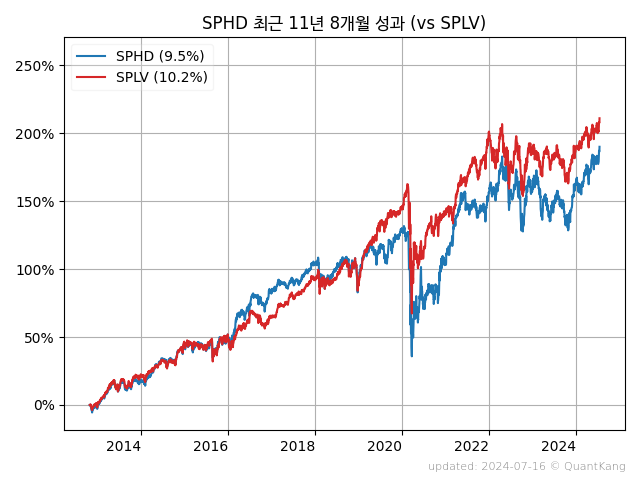 SPHD 최근 11년 8개월 성과 (vs SPLV)
SPHD (9.5%)
SPLV (10.2%)
250%
200%
150%
100%
50%
0%
2014 2016 2018 2020 2022 2024
updated: 2024-07-16 © QuantKang